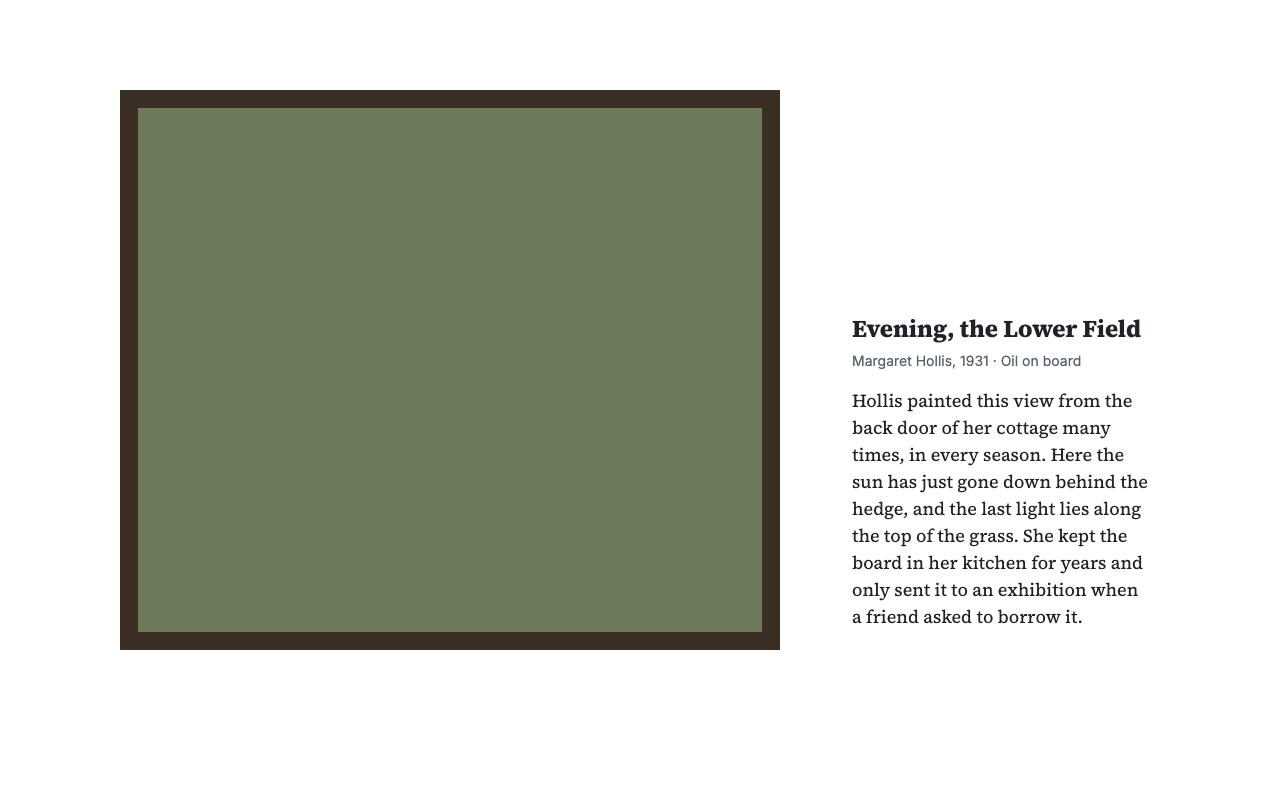 Evening, the Lower Field
Margaret Hollis, 1931 · Oil on board
Hollis painted this view from the
back door of her cottage many
times, in every season. Here the
sun has just gone down behind the
hedge, and the last light lies along
the top of the grass. She kept the
board in her kitchen for years and
only sent it to an exhibition when
a friend asked to borrow it.